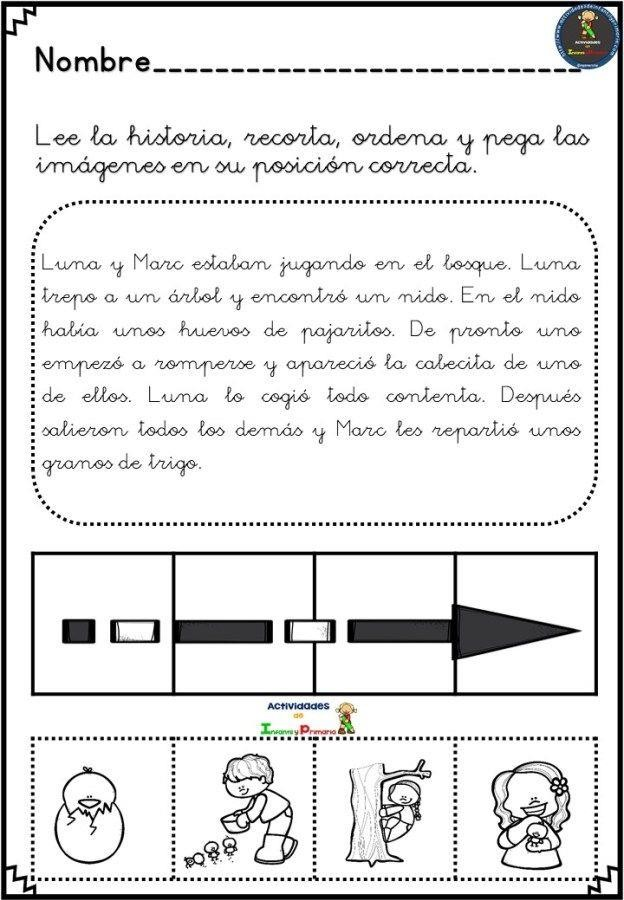 Nombre
Lee la historia, recorta, ordena y pega las
imágenes en su posición correcta.
Luna y Marc estaban jugando en el bosque. Luna
trepo a un árbol y encontró un nido. En el nido
había unos huevos de pajaritos. De pronto uno
empezó a romperse y apareció la cabecita de uno
de ellos. Luna lo cogió todo contenta. Después
salieron todos los demás y Marc les repartió unos
granos de trigo.
Actividades
de
Infantil y Primaria